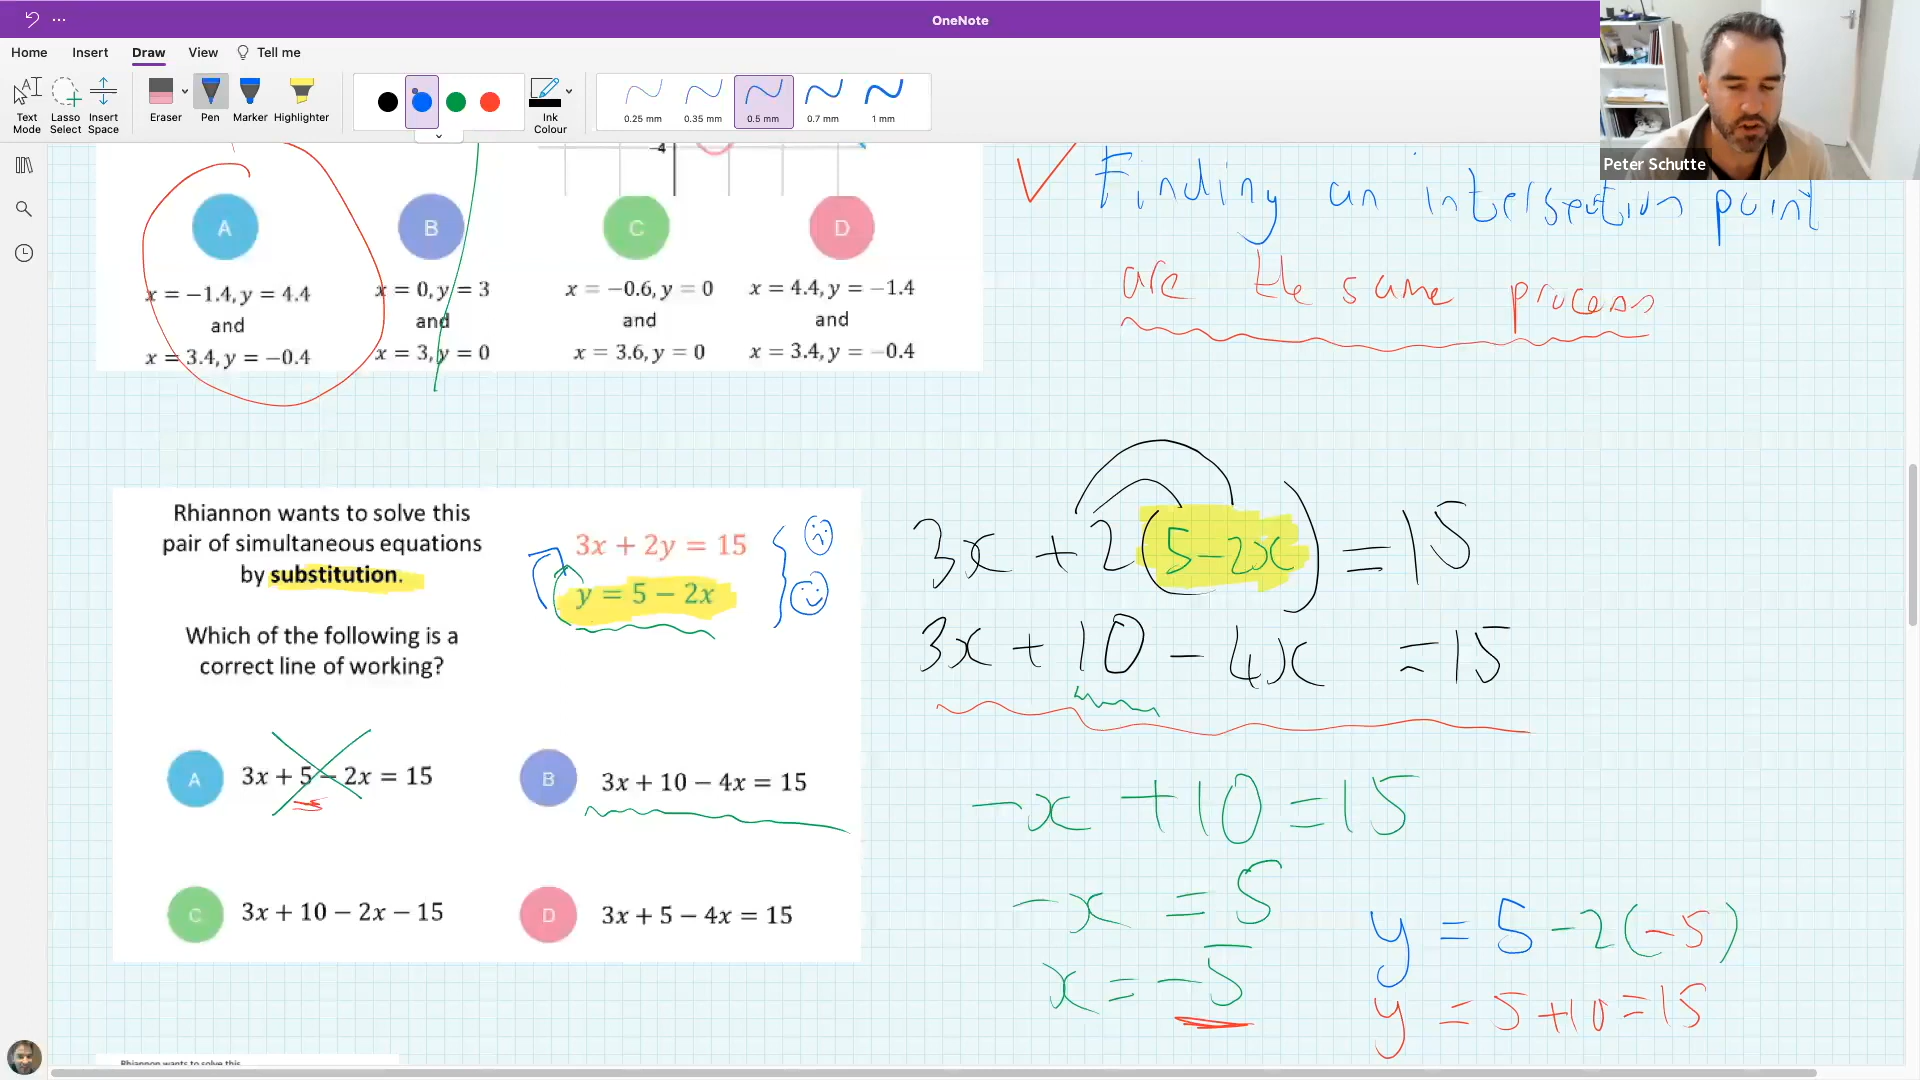 OneNote
Home Insert Draw View Tell me
Text Mode
Lasso Select
Insert Space
Eraser
Pen
Marker
Highlighter
Ink Colour
0.25 mm
0.35 mm
0.5 mm
0.7 mm
1 mm
Peter Schutte
-4
Finding an intersection point
are the same process
A
x = −1.4, y = 4.4
and
x = 3.4, y = −0.4
B
x = 0, y = 3
and
x = 3, y = 0
C
x = −0.6, y = 0
and
x = 3.6, y = 0
D
x = 4.4, y = −1.4
and
x = 3.4, y = −0.4
Rhiannon wants to solve this
pair of simultaneous equations
by substitution.
3x + 2y = 15
y = 5 − 2x
Which of the following is a
correct line of working?
A 3x + 5 − 2x = 15
B 3x + 10 − 4x = 15
C 3x + 10 − 2x − 15
D 3x + 5 − 4x = 15
3x + 2(5 − 2x) = 15
3x + 10 − 4x = 15
−x + 10 = 15
−x = 5
x = −5
y = 5 − 2(−5)
y = 5 + 10 = 15
Rhiannon wants to solve this